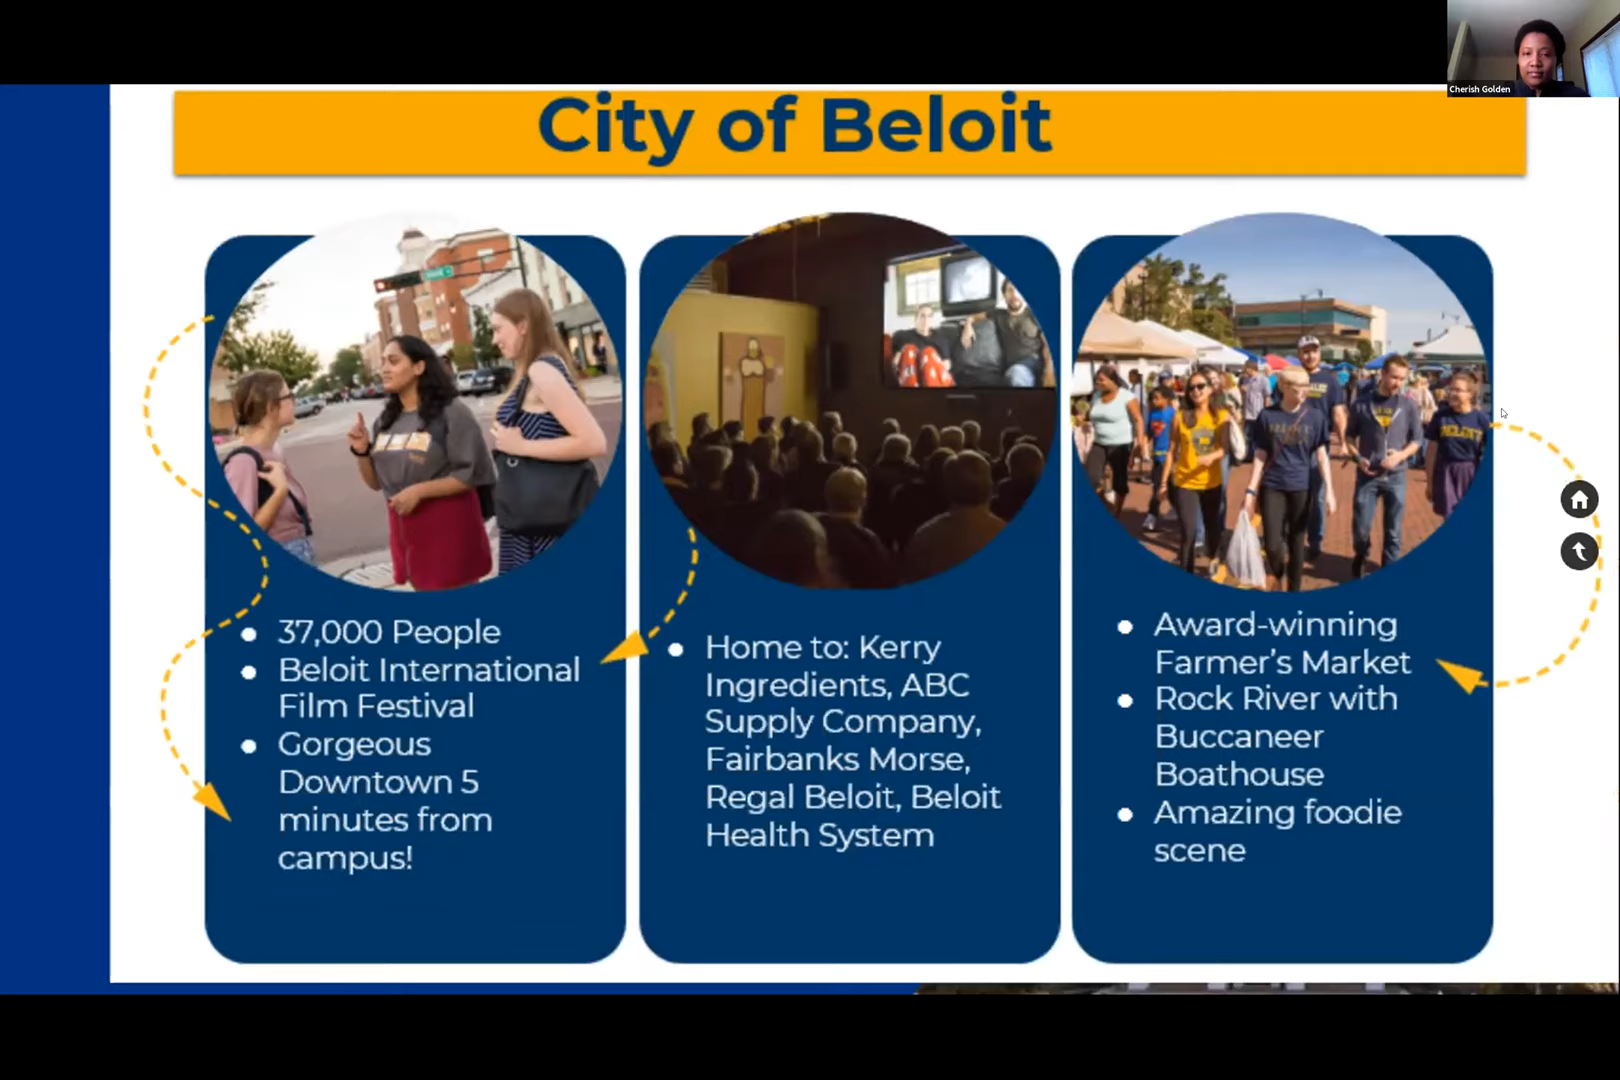 Cherish Golden
City of Beloit
37,000 People
Beloit International
Film Festival
Gorgeous
Downtown 5
minutes from
campus!
Home to: Kerry
Ingredients, ABC
Supply Company,
Fairbanks Morse,
Regal Beloit, Beloit
Health System
Award-winning
Farmer's Market
Rock River with
Buccaneer
Boathouse
Amazing foodie
scene